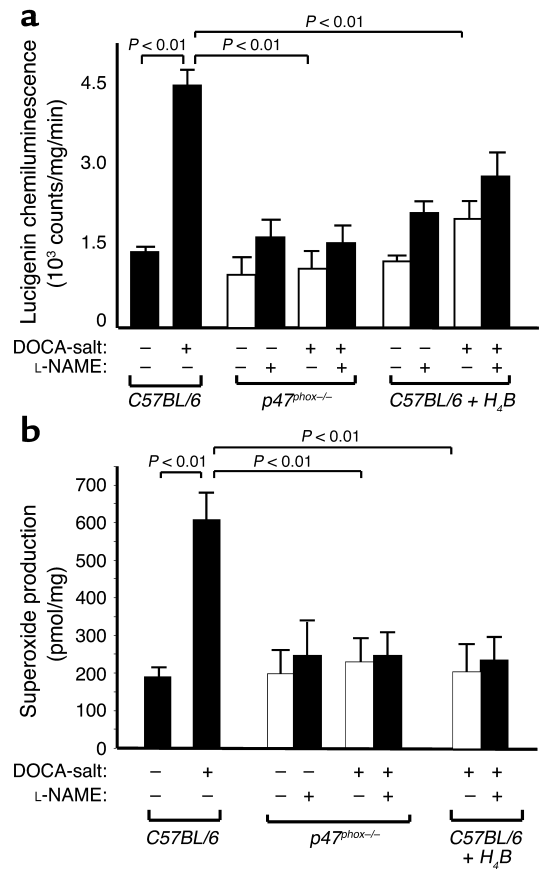 a
P < 0.01
P < 0.01 P < 0.01
Lucigenin chemiluminescence
(10³ counts/mg/min)
4.5
3.0
1.5
0
DOCA-salt: – + – – + + – – + +
L-NAME: – – – + – + – + – +
C57BL/6 p47phox–/– C57BL/6 + H₄B
b
P < 0.01
P < 0.01 P < 0.01
Superoxide production
(pmol/mg)
700
600
500
400
300
200
100
0
DOCA-salt: – + – – + + + +
L-NAME: – – – + – + – +
C57BL/6 p47phox–/– C57BL/6
+ H₄B